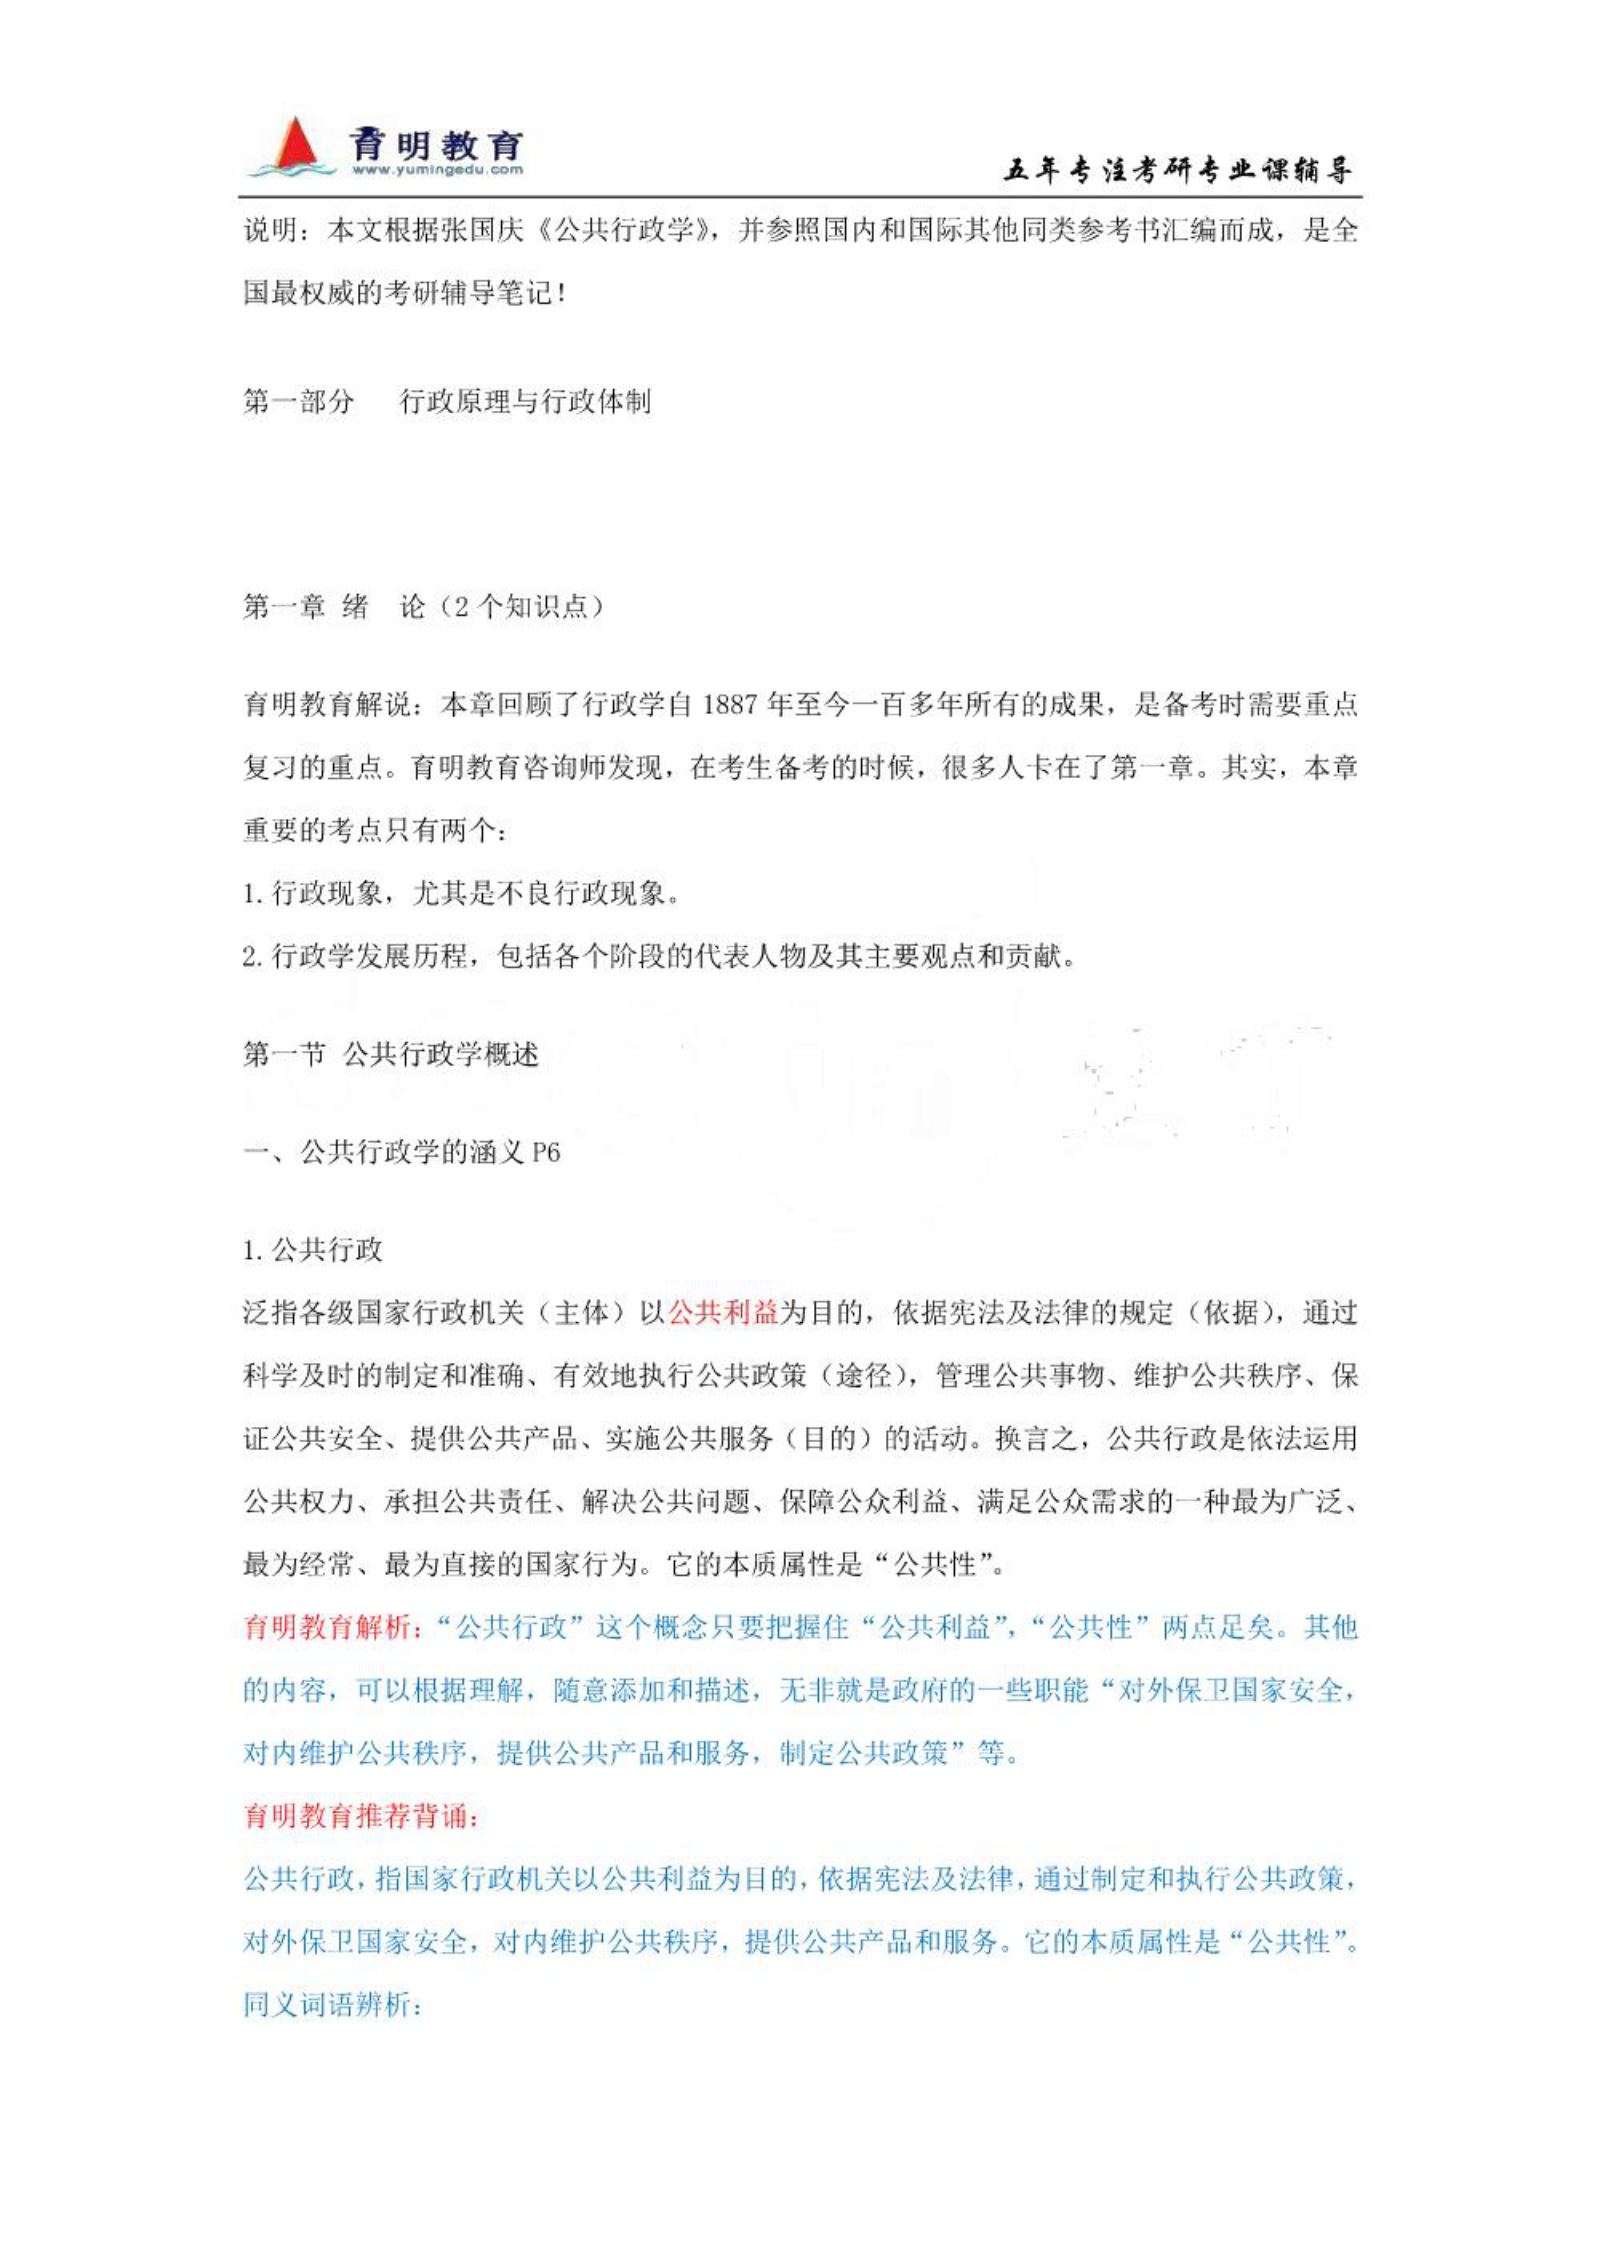 育明教育
www.yumingedu.com
五年专注考研专业课辅导
说明：本文根据张国庆《公共行政学》，并参照国内和国际其他同类参考书汇编而成，是全
国最权威的考研辅导笔记！
第一部分 行政原理与行政体制
第一章 绪 论（2 个知识点）
育明教育解说：本章回顾了行政学自 1887 年至今一百多年所有的成果，是备考时需要重点
复习的重点。育明教育咨询师发现，在考生备考的时候，很多人卡在了第一章。其实，本章
重要的考点只有两个：
1.行政现象，尤其是不良行政现象。
2.行政学发展历程，包括各个阶段的代表人物及其主要观点和贡献。
第一节 公共行政学概述
一、公共行政学的涵义 P6
1.公共行政
泛指各级国家行政机关（主体）以公共利益为目的，依据宪法及法律的规定（依据），通过
科学及时的制定和准确、有效地执行公共政策（途径），管理公共事物、维护公共秩序、保
证公共安全、提供公共产品、实施公共服务（目的）的活动。换言之，公共行政是依法运用
公共权力、承担公共责任、解决公共问题、保障公众利益、满足公众需求的一种最为广泛、
最为经常、最为直接的国家行为。它的本质属性是“公共性”。
育明教育解析：“公共行政”这个概念只要把握住“公共利益”，“公共性”两点足矣。其他
的内容，可以根据理解，随意添加和描述，无非就是政府的一些职能“对外保卫国家安全，
对内维护公共秩序，提供公共产品和服务，制定公共政策”等。
育明教育推荐背诵：
公共行政，指国家行政机关以公共利益为目的，依据宪法及法律，通过制定和执行公共政策，
对外保卫国家安全，对内维护公共秩序，提供公共产品和服务。它的本质属性是“公共性”。
同义词语辨析：